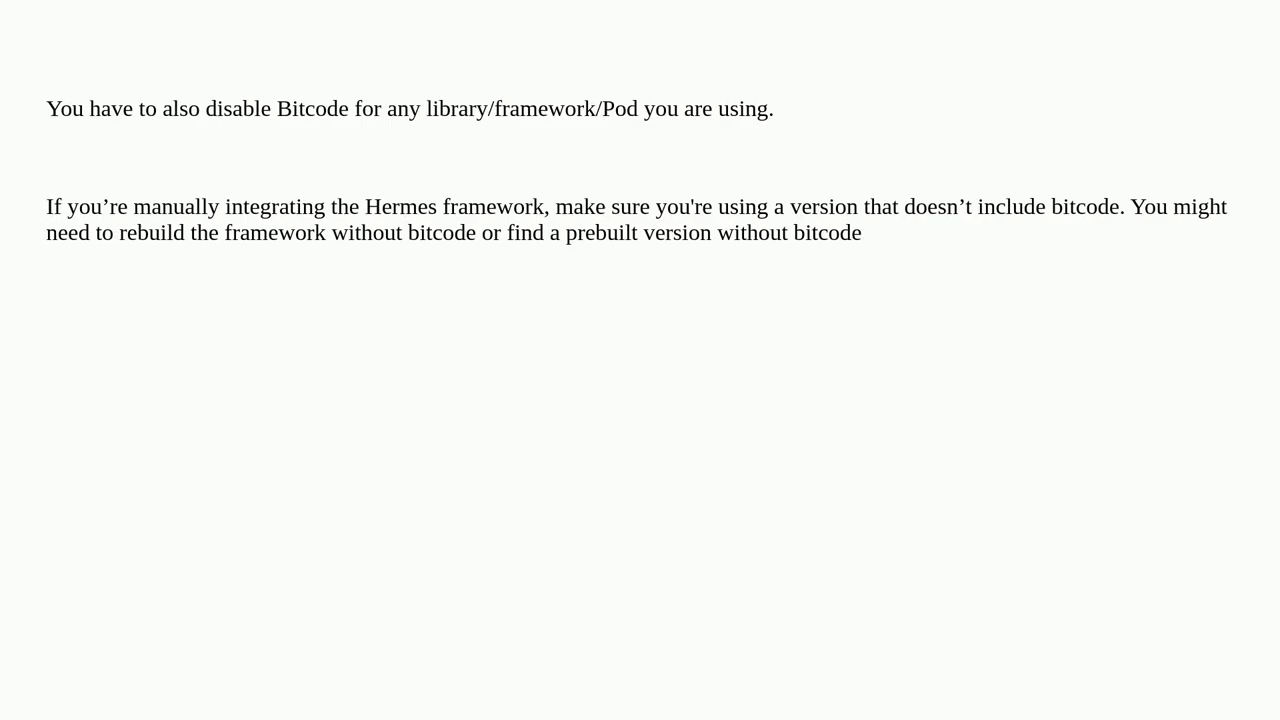 You have to also disable Bitcode for any library/framework/Pod you are using.
If you’re manually integrating the Hermes framework, make sure you're using a version that doesn’t include bitcode. You might
need to rebuild the framework without bitcode or find a prebuilt version without bitcode